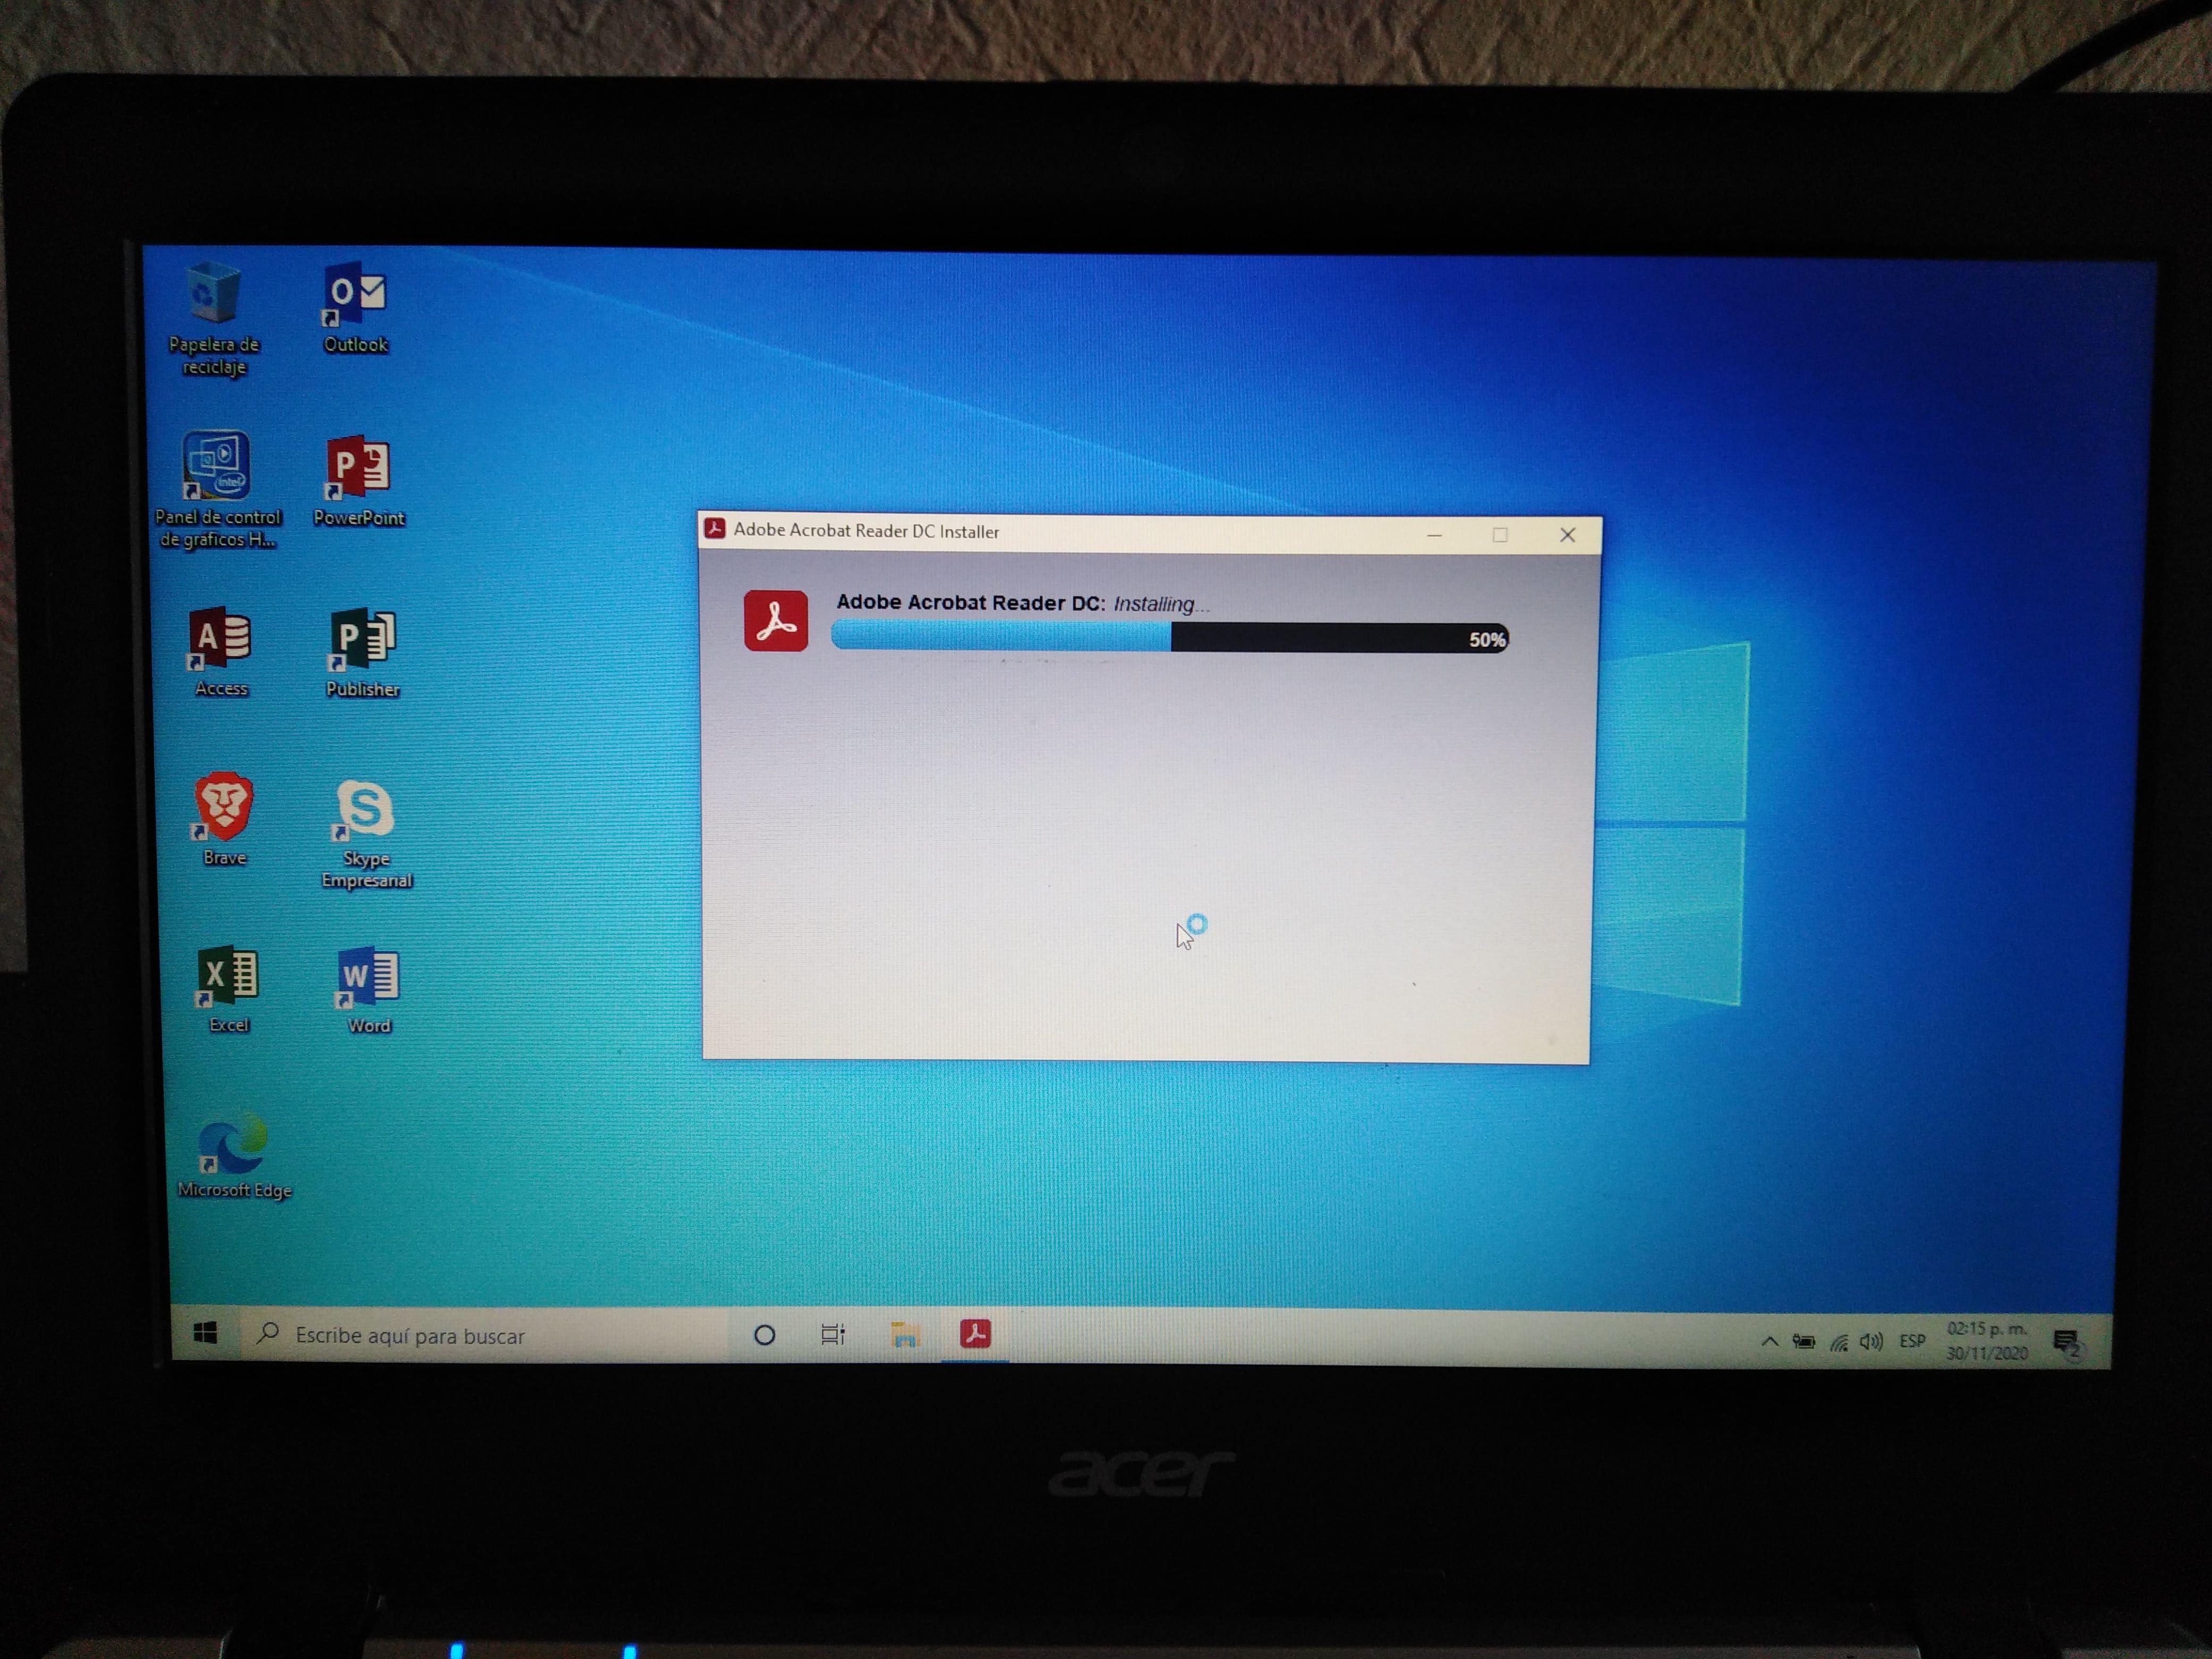 Papelera de
reciclaje
Outlook
Panel de control
de gráficos H...
PowerPoint
Access
Publisher
Brave
Skype
Empresarial
Excel
Word
Microsoft Edge
Adobe Acrobat Reader DC Installer
Adobe Acrobat Reader DC: Installing...
50%
Escribe aquí para buscar
ESP
02:15 p. m.
30/11/2020
2
acer
intel